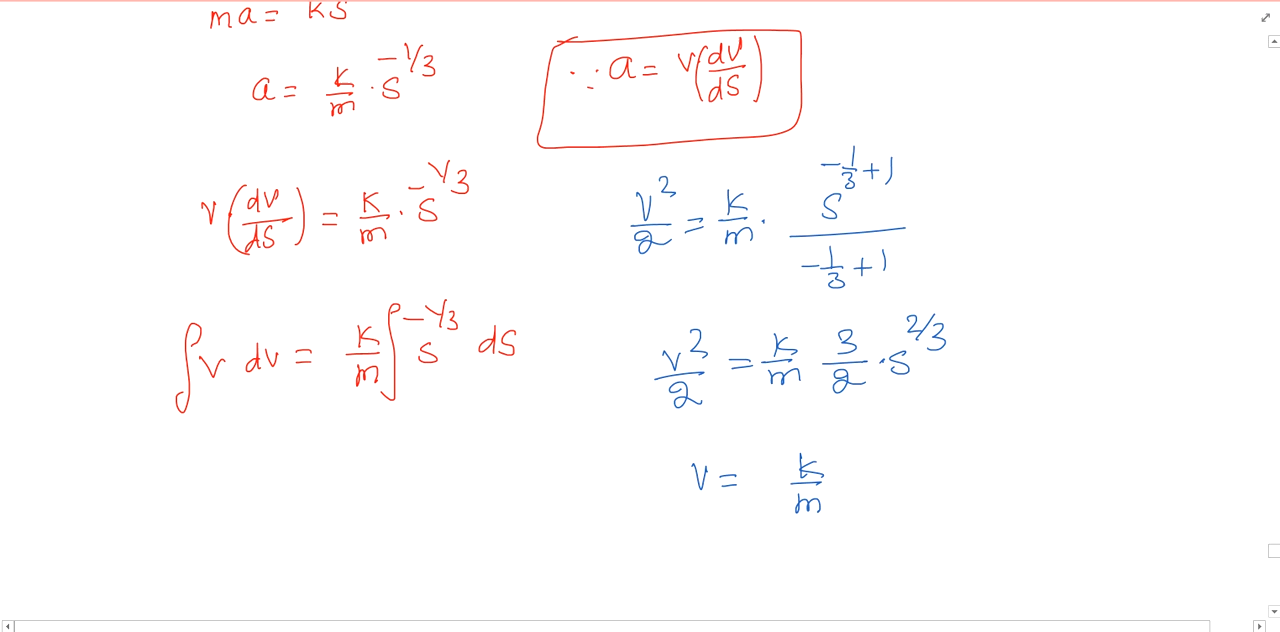 ma = KS
a = K/m · S^(-1/3)
∵ a = v(dv/dS)
v(dv/dS) = K/m · S^(-1/3)
∫ v dv = K/m ∫ S^(-1/3) dS
v²/2 = K/m · S^(-1/3 + 1) / (-1/3 + 1)
v²/2 = K/m 3/2 · S^(2/3)
v = K/m